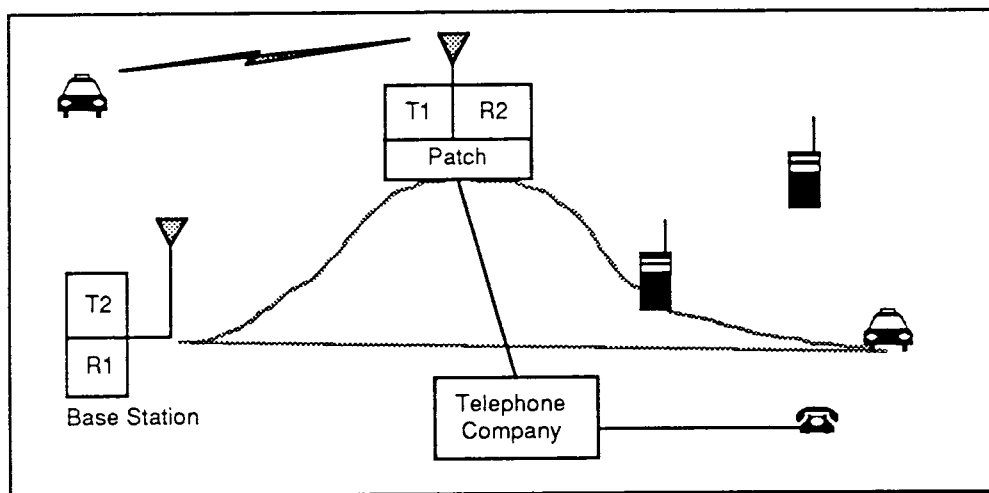 T1
R2
Patch
T2
R1
Base Station
Telephone
Company